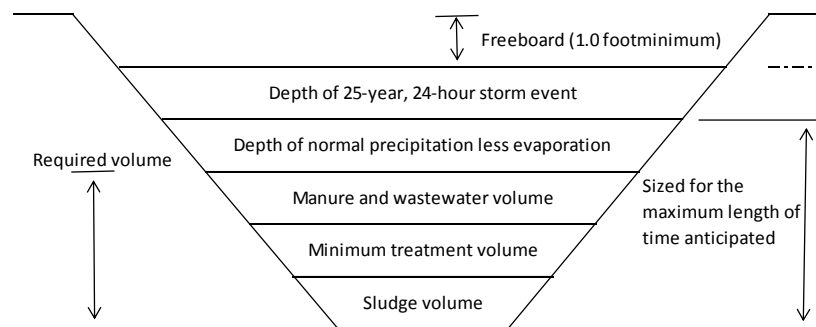 Freeboard (1.0 footminimum)
Depth of 25-year, 24-hour storm event
Depth of normal precipitation less evaporation
Required volume
Manure and wastewater volume
Sized for the
maximum length of
time anticipated
Minimum treatment volume
Sludge volume